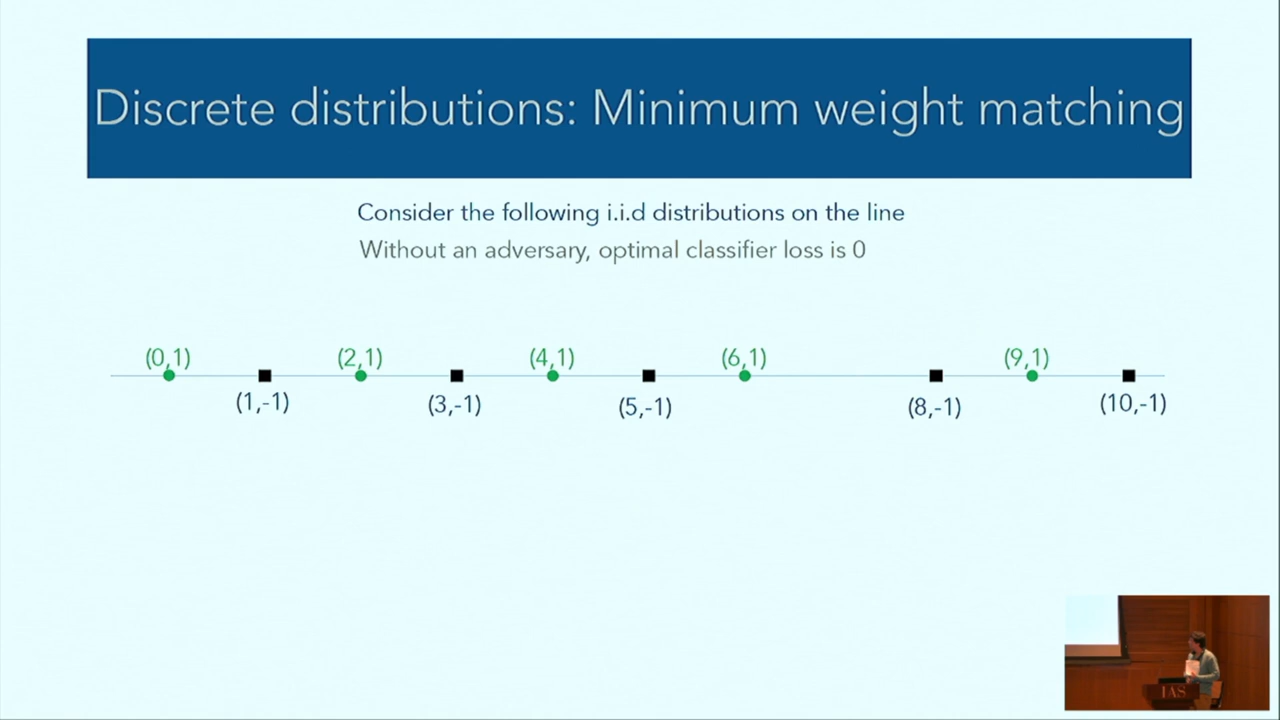 Discrete distributions: Minimum weight matching
Consider the following i.i.d distributions on the line
Without an adversary, optimal classifier loss is 0
(0,1) (2,1) (4,1) (6,1) (9,1)
(1,-1) (3,-1) (5,-1) (8,-1) (10,-1)
IAS